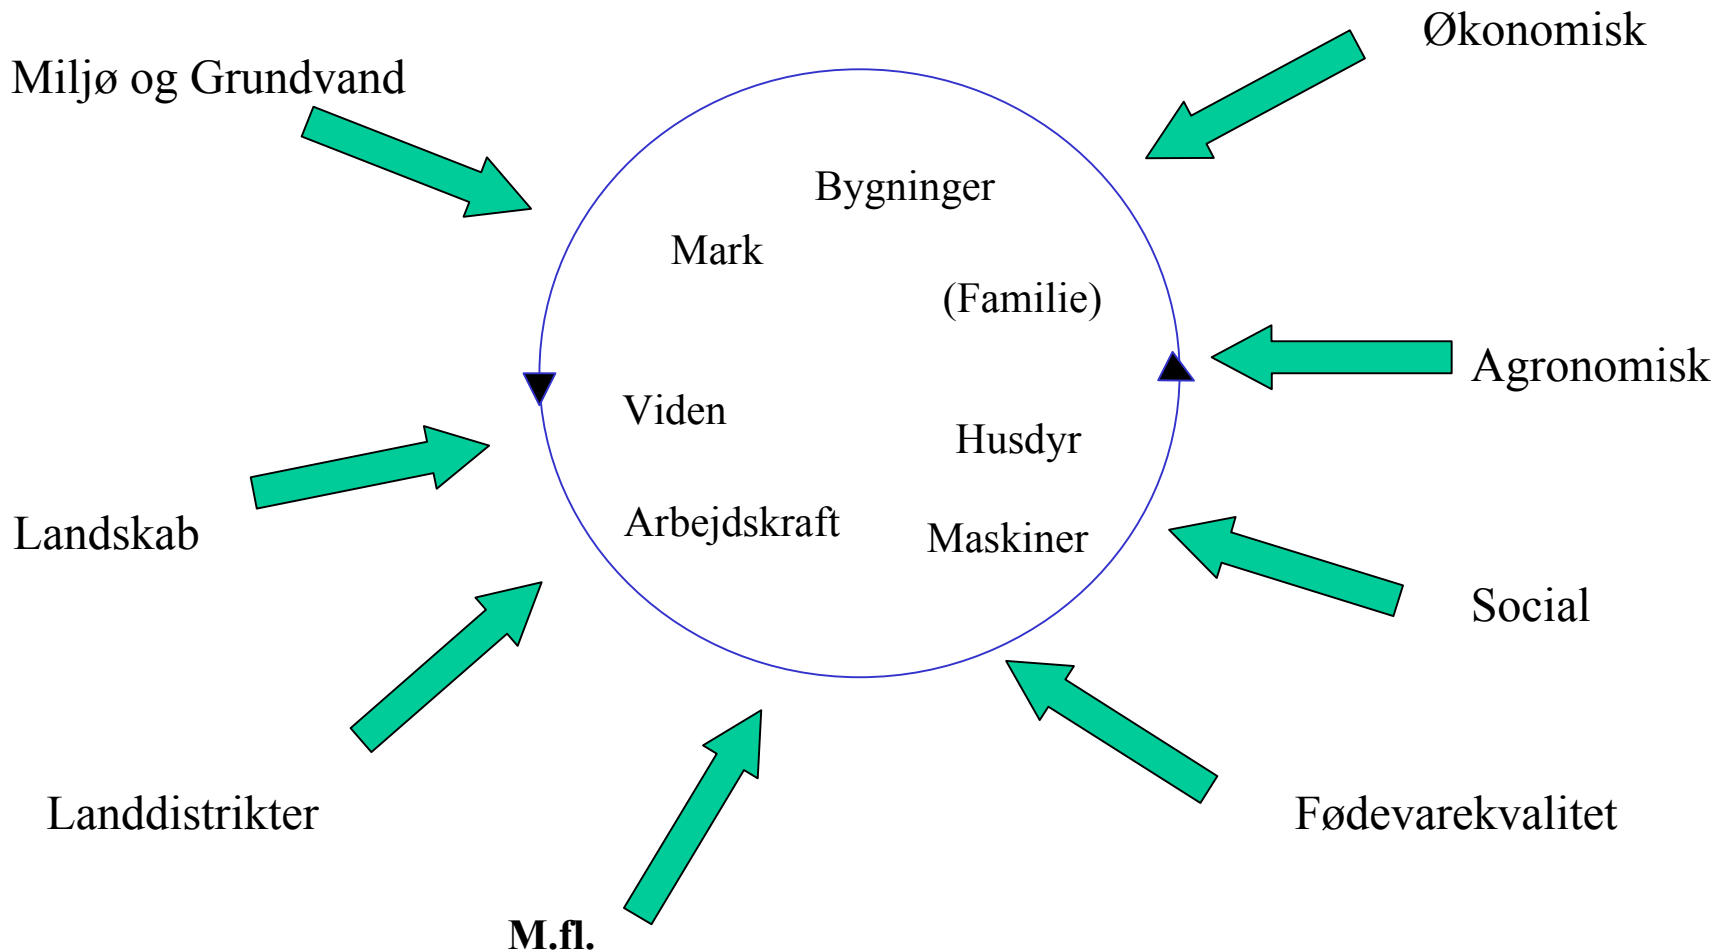 Økonomisk
Miljø og Grundvand
Bygninger
Mark
(Familie)
Agronomisk
Viden
Husdyr
Arbejdskraft
Maskiner
Landskab
Social
Landdistrikter
Fødevarekvalitet
M.fl.